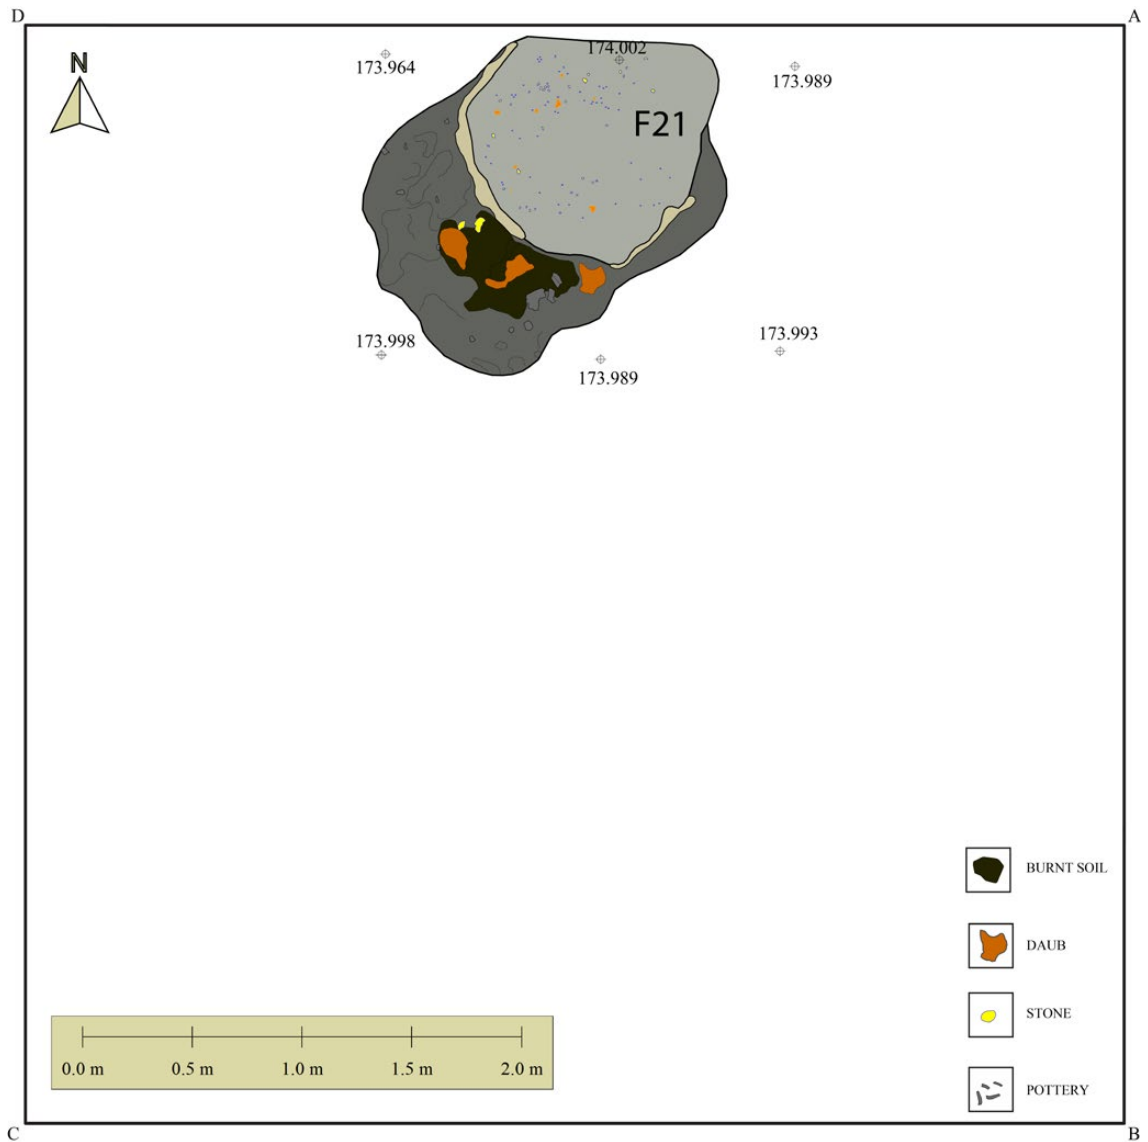 D
A
N
173.964
174.002
173.989
F21
173.998
173.989
173.993
BURNT SOIL
DAUB
STONE
POTTERY
0.0 m 0.5 m 1.0 m 1.5 m 2.0 m
C
B